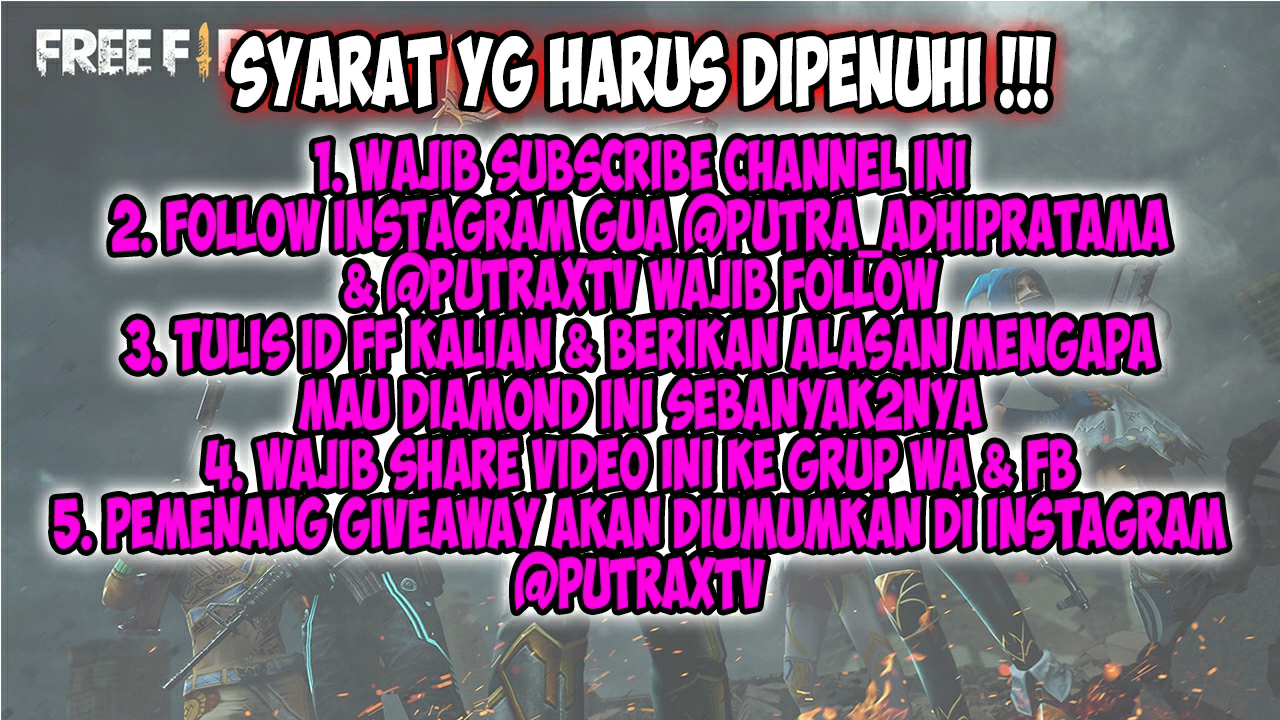 FREE FI
SYARAT YG HARUS DIPENUHI !!!
1. WAJIB SUBSCRIBE CHANNEL INI
2. FOLLOW INSTAGRAM GUA @PUTRA_ADHIPRATAMA
& @PUTRAXTV WAJIB FOLLOW
3. TULIS ID FF KALIAN & BERIKAN ALASAN MENGAPA
MAU DIAMOND INI SEBANYAK2NYA
4. WAJIB SHARE VIDEO INI KE GRUP WA & FB
5. PEMENANG GIVEAWAY AKAN DIUMUMKAN DI INSTAGRAM
@PUTRAXTV